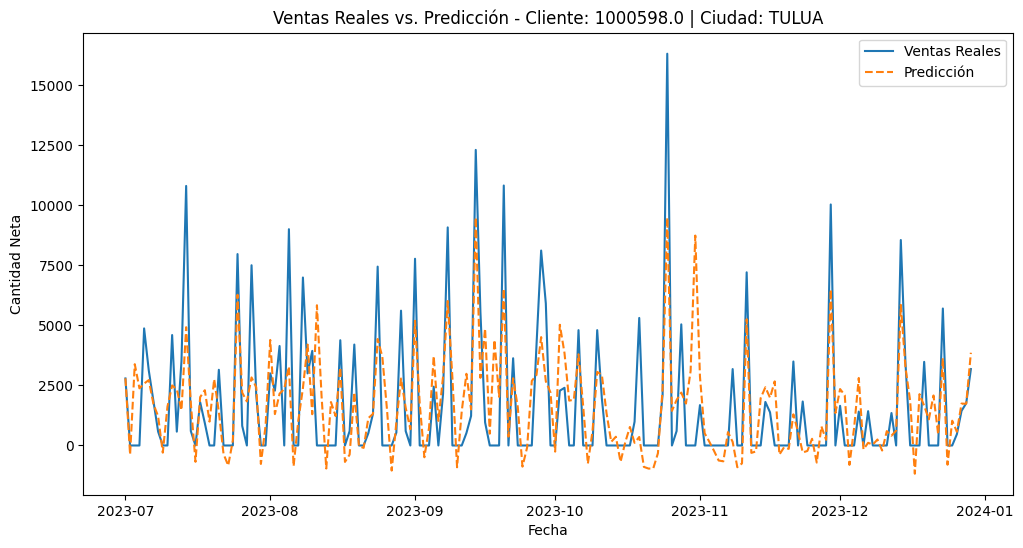 Ventas Reales vs. Predicción - Cliente: 1000598.0 | Ciudad: TULUA
Ventas Reales
Predicción
Cantidad Neta
15000
12500
10000
7500
5000
2500
0
2023-07
2023-08
2023-09
2023-10
2023-11
2023-12
2024-01
Fecha